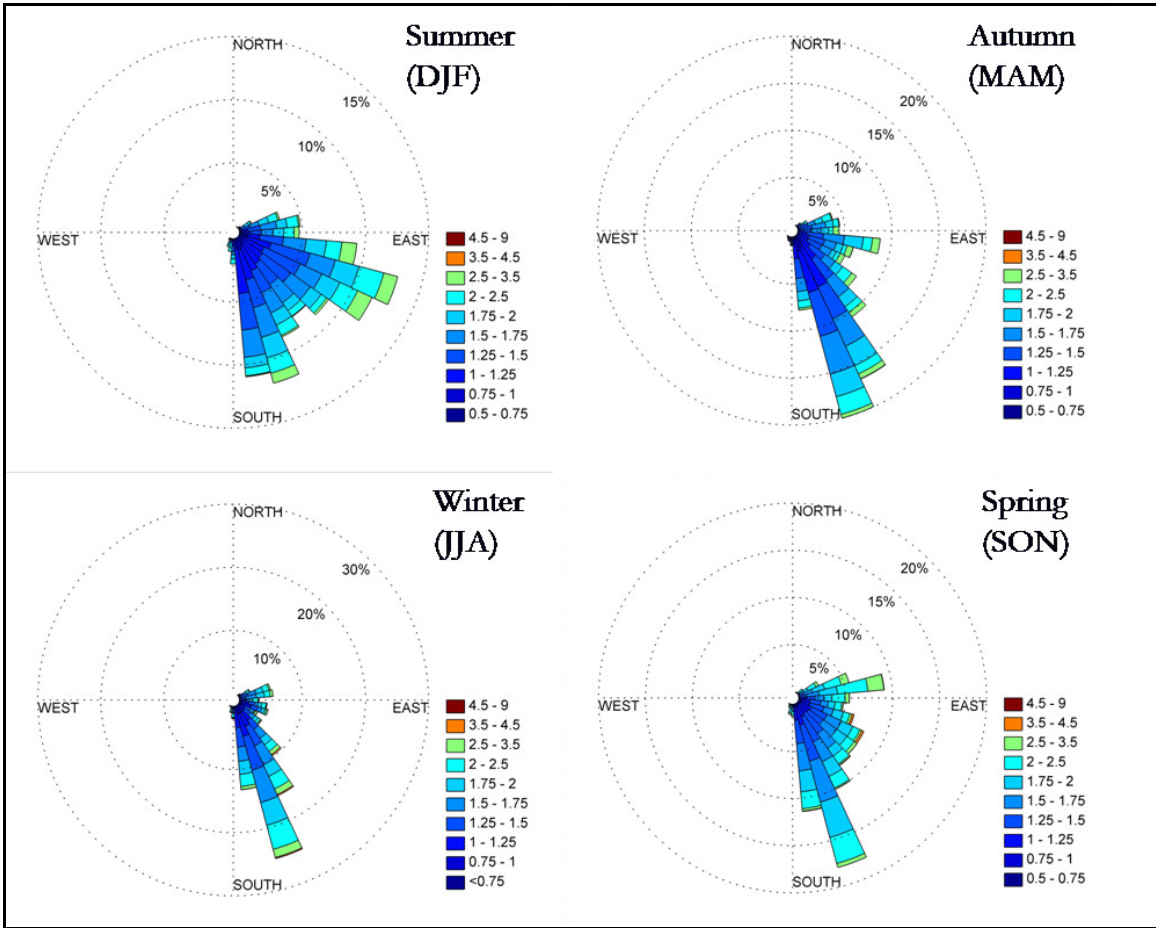 Summer
(DJF)
NORTH
15%
10%
5%
WEST
EAST
SOUTH
4.5 - 9
3.5 - 4.5
2.5 - 3.5
2 - 2.5
1.75 - 2
1.5 - 1.75
1.25 - 1.5
1 - 1.25
0.75 - 1
0.5 - 0.75
Autumn
(MAM)
NORTH
20%
15%
10%
5%
WEST
EAST
SOUTH
4.5 - 9
3.5 - 4.5
2.5 - 3.5
2 - 2.5
1.75 - 2
1.5 - 1.75
1.25 - 1.5
1 - 1.25
0.75 - 1
0.5 - 0.75
Winter
(JJA)
NORTH
30%
20%
10%
WEST
EAST
SOUTH
4.5 - 9
3.5 - 4.5
2.5 - 3.5
2 - 2.5
1.75 - 2
1.5 - 1.75
1.25 - 1.5
1 - 1.25
0.75 - 1
<0.75
Spring
(SON)
NORTH
20%
15%
10%
5%
WEST
EAST
SOUTH
4.5 - 9
3.5 - 4.5
2.5 - 3.5
2 - 2.5
1.75 - 2
1.5 - 1.75
1.25 - 1.5
1 - 1.25
0.75 - 1
0.5 - 0.75